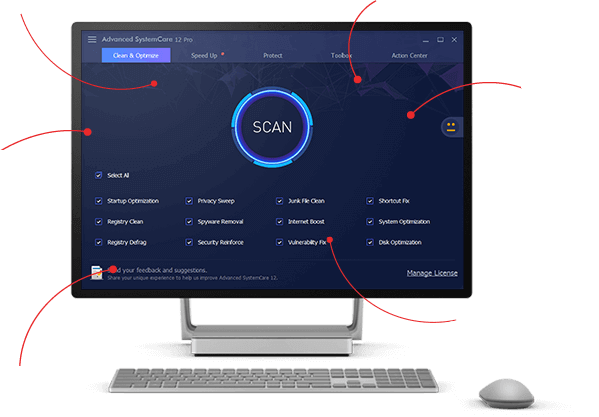 Advanced SystemCare 12 Pro
Clean & Optimize Speed Up Protect Toolbox Action Center
SCAN
Select All
Startup Optimization Privacy Sweep Junk File Clean Shortcut Fix
Registry Clean Spyware Removal Internet Boost System Optimization
Registry Defrag Security Reinforce Vulnerability Fix Disk Optimization
your feedback and suggestions. Manage License
Share your unique experience to help us improve Advanced SystemCare 12.